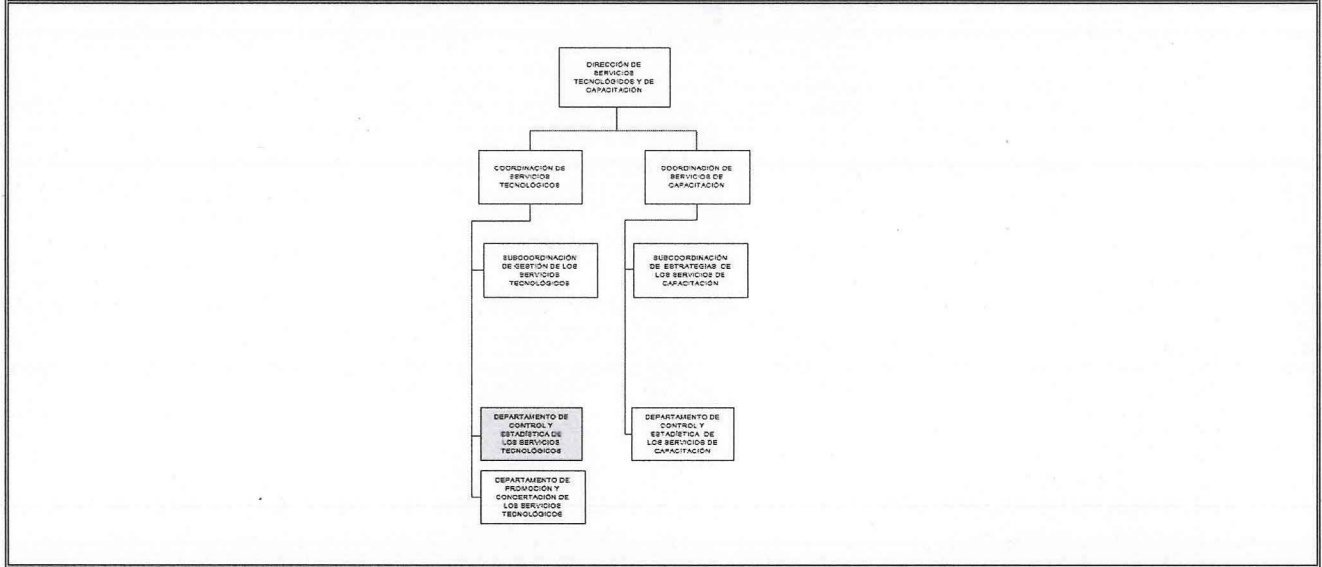 DIRECCIÓN DE
SERVICIOS
TECNOLÓGICOS Y DE
CAPACITACIÓN
COORDINACIÓN DE
SERVICIOS
TECNOLÓGICOS
COORDINACIÓN DE
SERVICIOS DE
CAPACITACIÓN
SUBCOORDINACIÓN
DE GESTIÓN DE LOS
SERVICIOS
TECNOLÓGICOS
SUBCOORDINACIÓN
DE ESTRATEGIAS DE
LOS SERVICIOS DE
CAPACITACIÓN
DEPARTAMENTO DE
CONTROL Y
ESTADÍSTICA DE
LOS SERVICIOS
TECNOLÓGICOS
DEPARTAMENTO DE
CONTROL Y
ESTADÍSTICA DE
LOS SERVICIOS DE
CAPACITACIÓN
DEPARTAMENTO DE
PROMOCIÓN Y
CONCERTACIÓN DE
LOS SERVICIOS
TECNOLÓGICOS